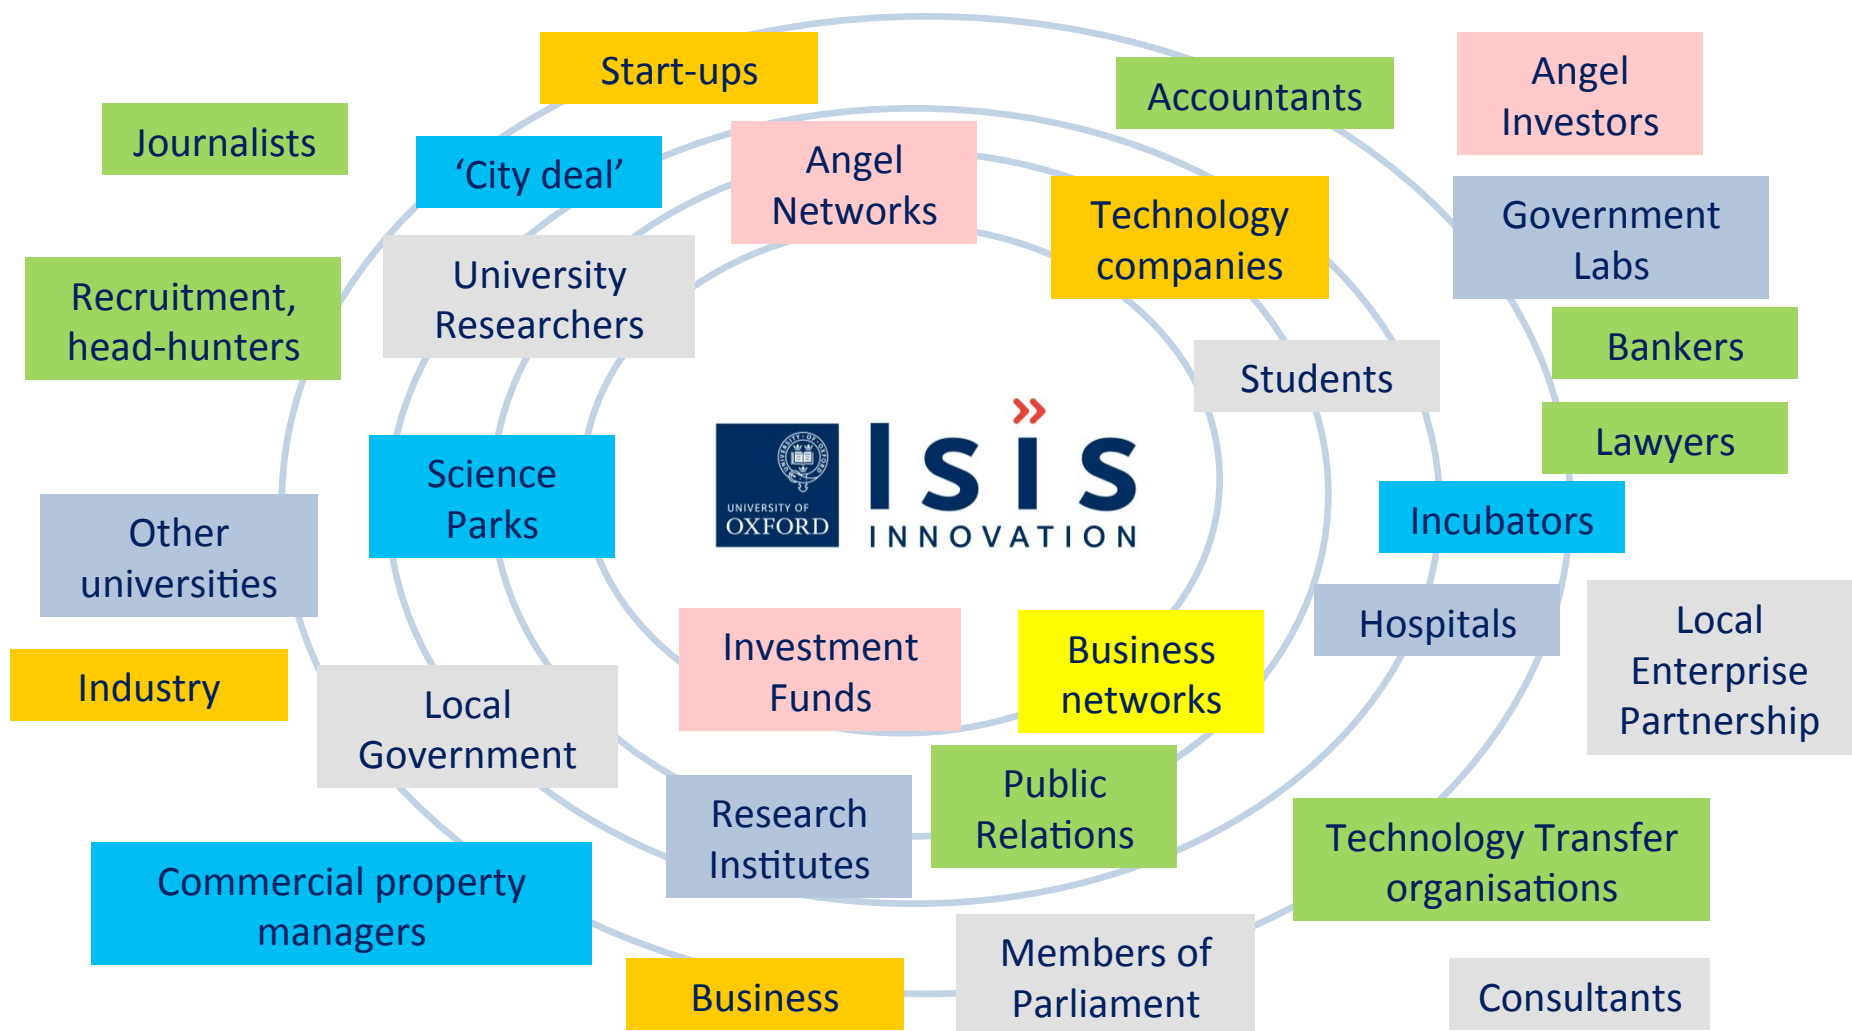 Start-ups
Accountants
Angel
Investors
Journalists
'City deal'
Angel
Networks
Technology
companies
Government
Labs
Recruitment,
head-hunters
University
Researchers
Students
Bankers
Lawyers
Science
Parks
UNIVERSITY OF
OXFORD
Isis
INNOVATION
Incubators
Other
universities
Hospitals
Local
Enterprise
Partnership
Industry
Local
Government
Investment
Funds
Business
networks
Research
Institutes
Public
Relations
Technology Transfer
organisations
Commercial property
managers
Business
Members of
Parliament
Consultants